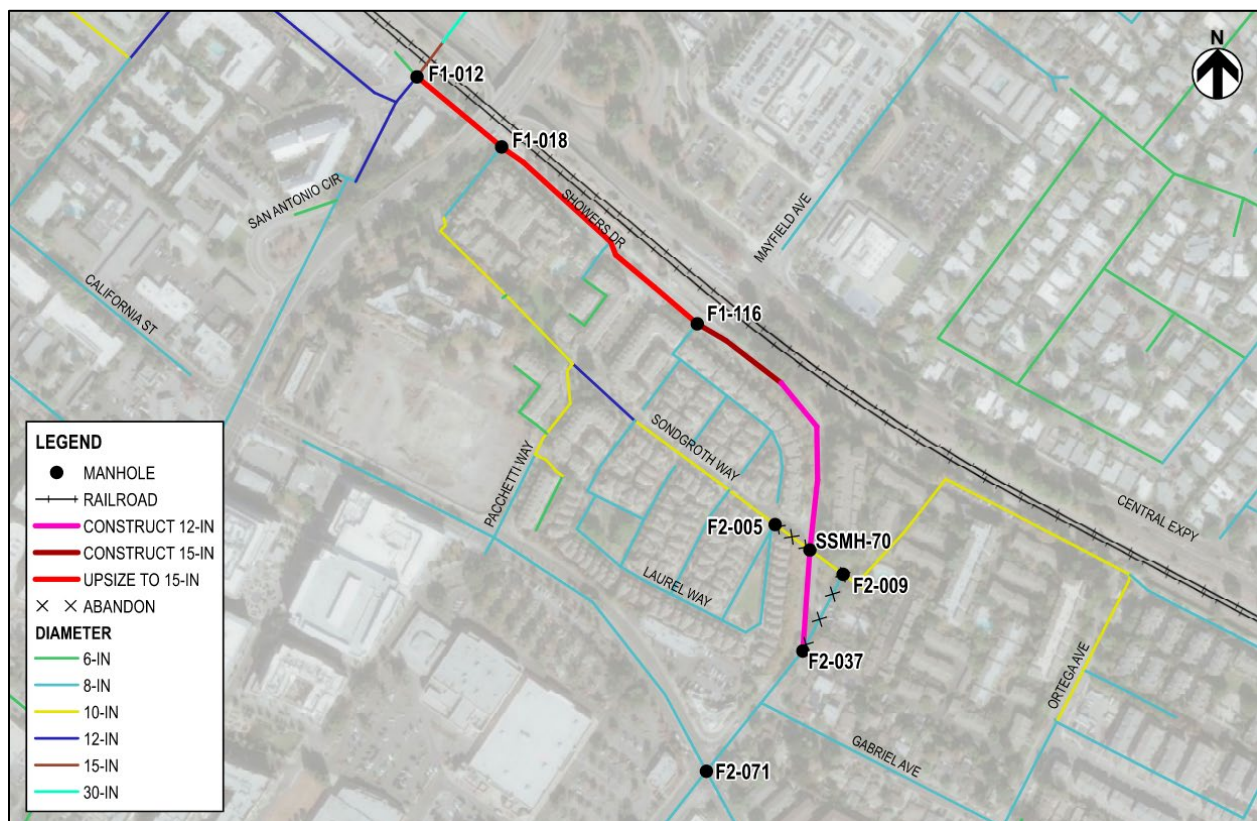 N
F1-012
F1-018
SAN ANTONIO CIR
SHOWERS DR
MAYFIELD AVE
CALIFORNIA ST
F1-116
SONDGROTH WAY
PACCHETTI WAY
CENTRAL EXPY
F2-005
SSMH-70
F2-009
LAUREL WAY
F2-037
ORTEGA AVE
GABRIEL AVE
F2-071
LEGEND
MANHOLE
RAILROAD
CONSTRUCT 12-IN
CONSTRUCT 15-IN
UPSIZE TO 15-IN
ABANDON
DIAMETER
6-IN
8-IN
10-IN
12-IN
15-IN
30-IN